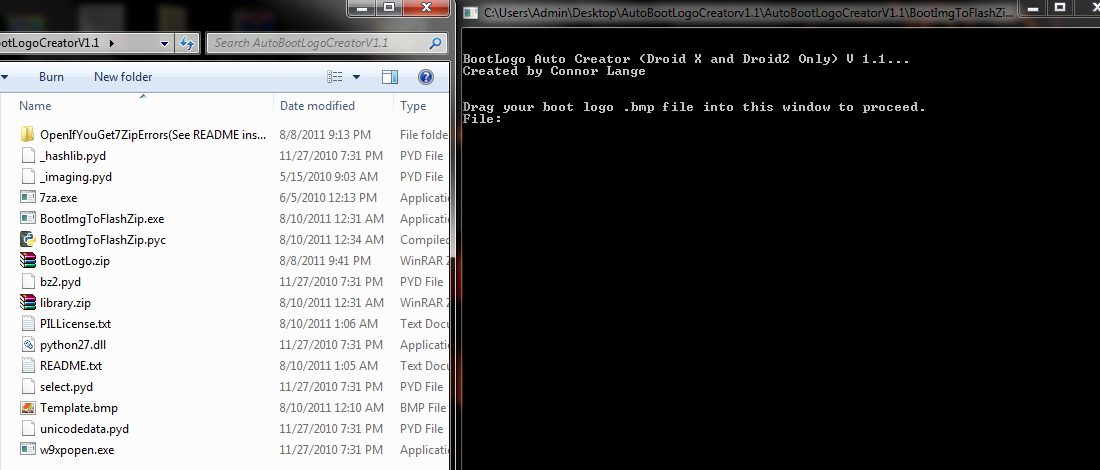 ootLogoCreatorV1.1
Search AutoBootLogoCreatorV1.1
Burn New folder
Name Date modified Type
OpenIfYouGet7ZipErrors(See README ins... 8/8/2011 9:13 PM File folde
_hashlib.pyd 11/27/2010 7:31 PM PYD File
_imaging.pyd 5/15/2010 9:03 AM PYD File
7za.exe 6/5/2010 12:13 PM Applicati
BootImgToFlashZip.exe 8/10/2011 12:31 AM Applicati
BootImgToFlashZip.pyc 8/10/2011 12:34 AM Compiled
BootLogo.zip 8/8/2011 9:41 PM WinRAR Z
bz2.pyd 11/27/2010 7:31 PM PYD File
library.zip 8/10/2011 12:31 AM WinRAR Z
PILLicense.txt 8/10/2011 1:06 AM Text Docu
python27.dll 11/27/2010 7:31 PM Applicati
README.txt 8/10/2011 1:05 AM Text Docu
select.pyd 11/27/2010 7:31 PM PYD File
Template.bmp 8/10/2011 12:10 AM BMP File
unicodedata.pyd 11/27/2010 7:31 PM PYD File
w9xpopen.exe 11/27/2010 7:31 PM Applicati
C:\Users\Admin\Desktop\AutoBootLogoCreatorv1.1\AutoBootLogoCreatorV1.1\BootImgToFlashZi...
BootLogo Auto Creator (Droid X and Droid2 Only) V 1.1...
Created by Connor Lange
Drag your boot logo .bmp file into this window to proceed.
File: